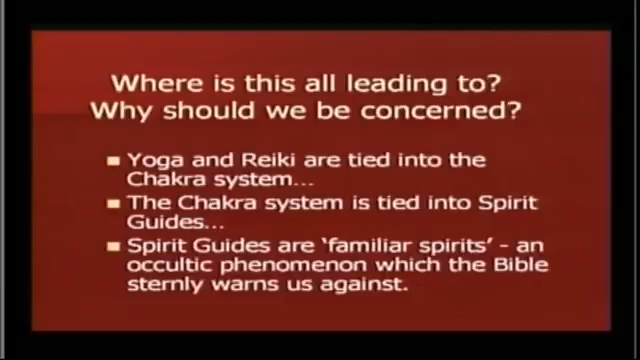 Where is this all leading to?
Why should we be concerned?
Yoga and Reiki are tied into the
Chakra system...
The Chakra system is tied into Spirit
Guides...
Spirit Guides are 'familiar spirits' - an
occultic phenomenon which the Bible
sternly warns us against.